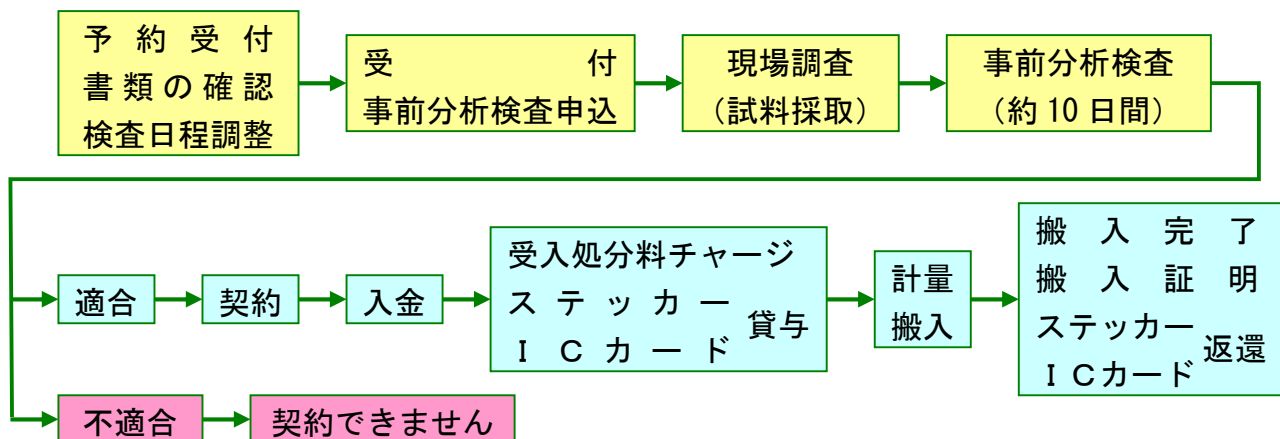 予約受付
書類の確認
検査日程調整
受付
事前分析検査申込
現場調査
(試料採取)
事前分析検査
(約10日間)
適合
契約
入金
受入処分料チャージ
ステッカー
ICカード
貸与
計量
搬入
搬入完了
搬入証明
ステッカー
ICカード
返還
不適合
契約できません